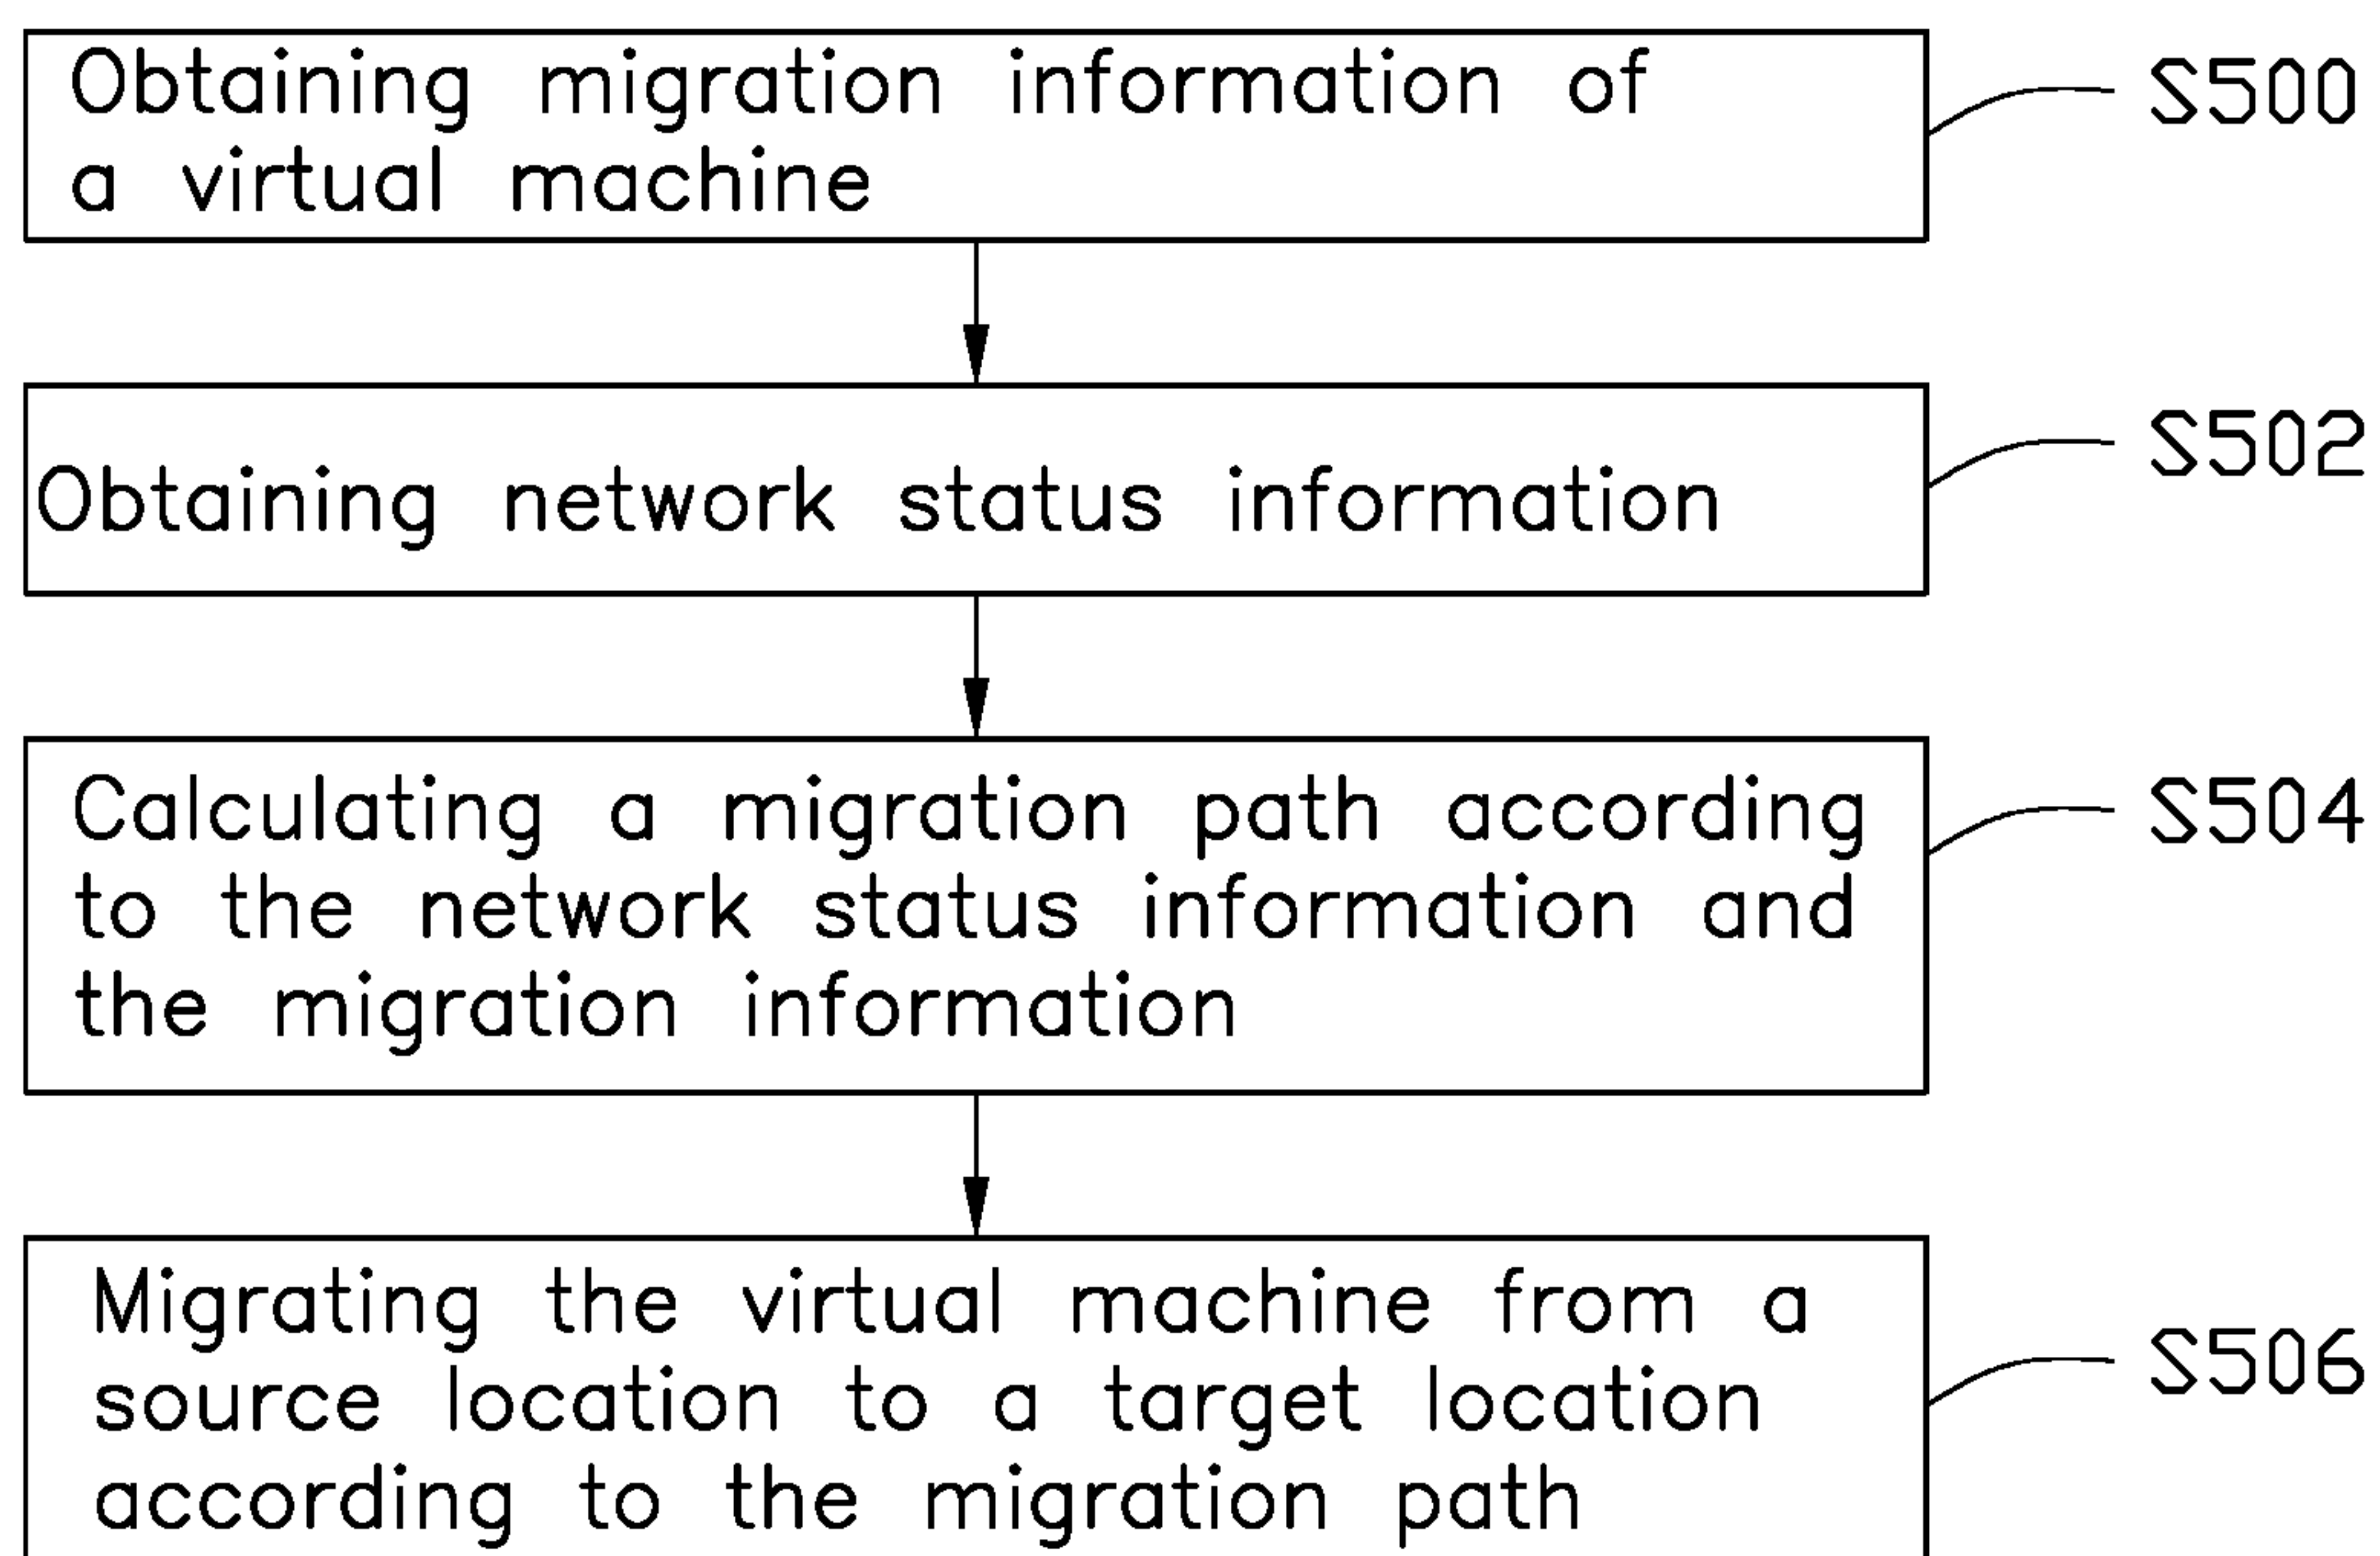 Obtaining migration information of
a virtual machine
S500
Obtaining network status information
S502
Calculating a migration path according
to the network status information and
the migration information
S504
Migrating the virtual machine from a
source location to a target location
according to the migration path
S506